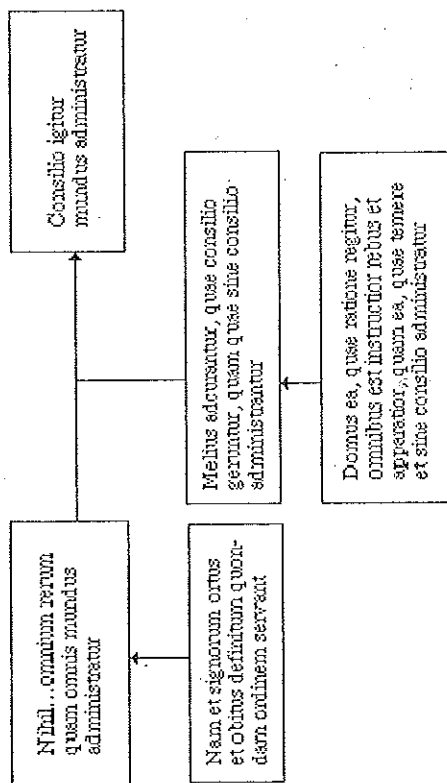 Nihil...omnium rerum
quam omnis mundus
administratur
Consilio igitur
mundus administratur
Nam et signorum ortus
et obitus definitum quon-
dam ordinem servant
Melius adcurantur, quae consilio
geruntur, quam quae sine consilio
administrantur
Domus ea, quae ratione regitur,
omnibus est instructior rebus et
apparatior, quam ea, quae temere
et sine consilio administratur